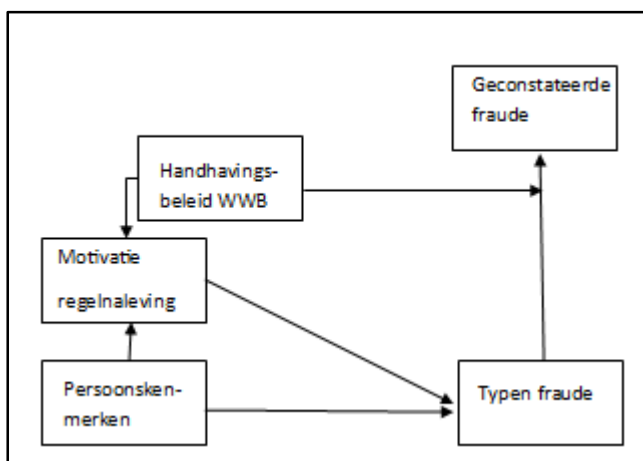 Geconstateerde
fraude
Handhavings-
beleid WWB
Motivatie
regelnaleving
Persoonsken-
merken
Typen fraude